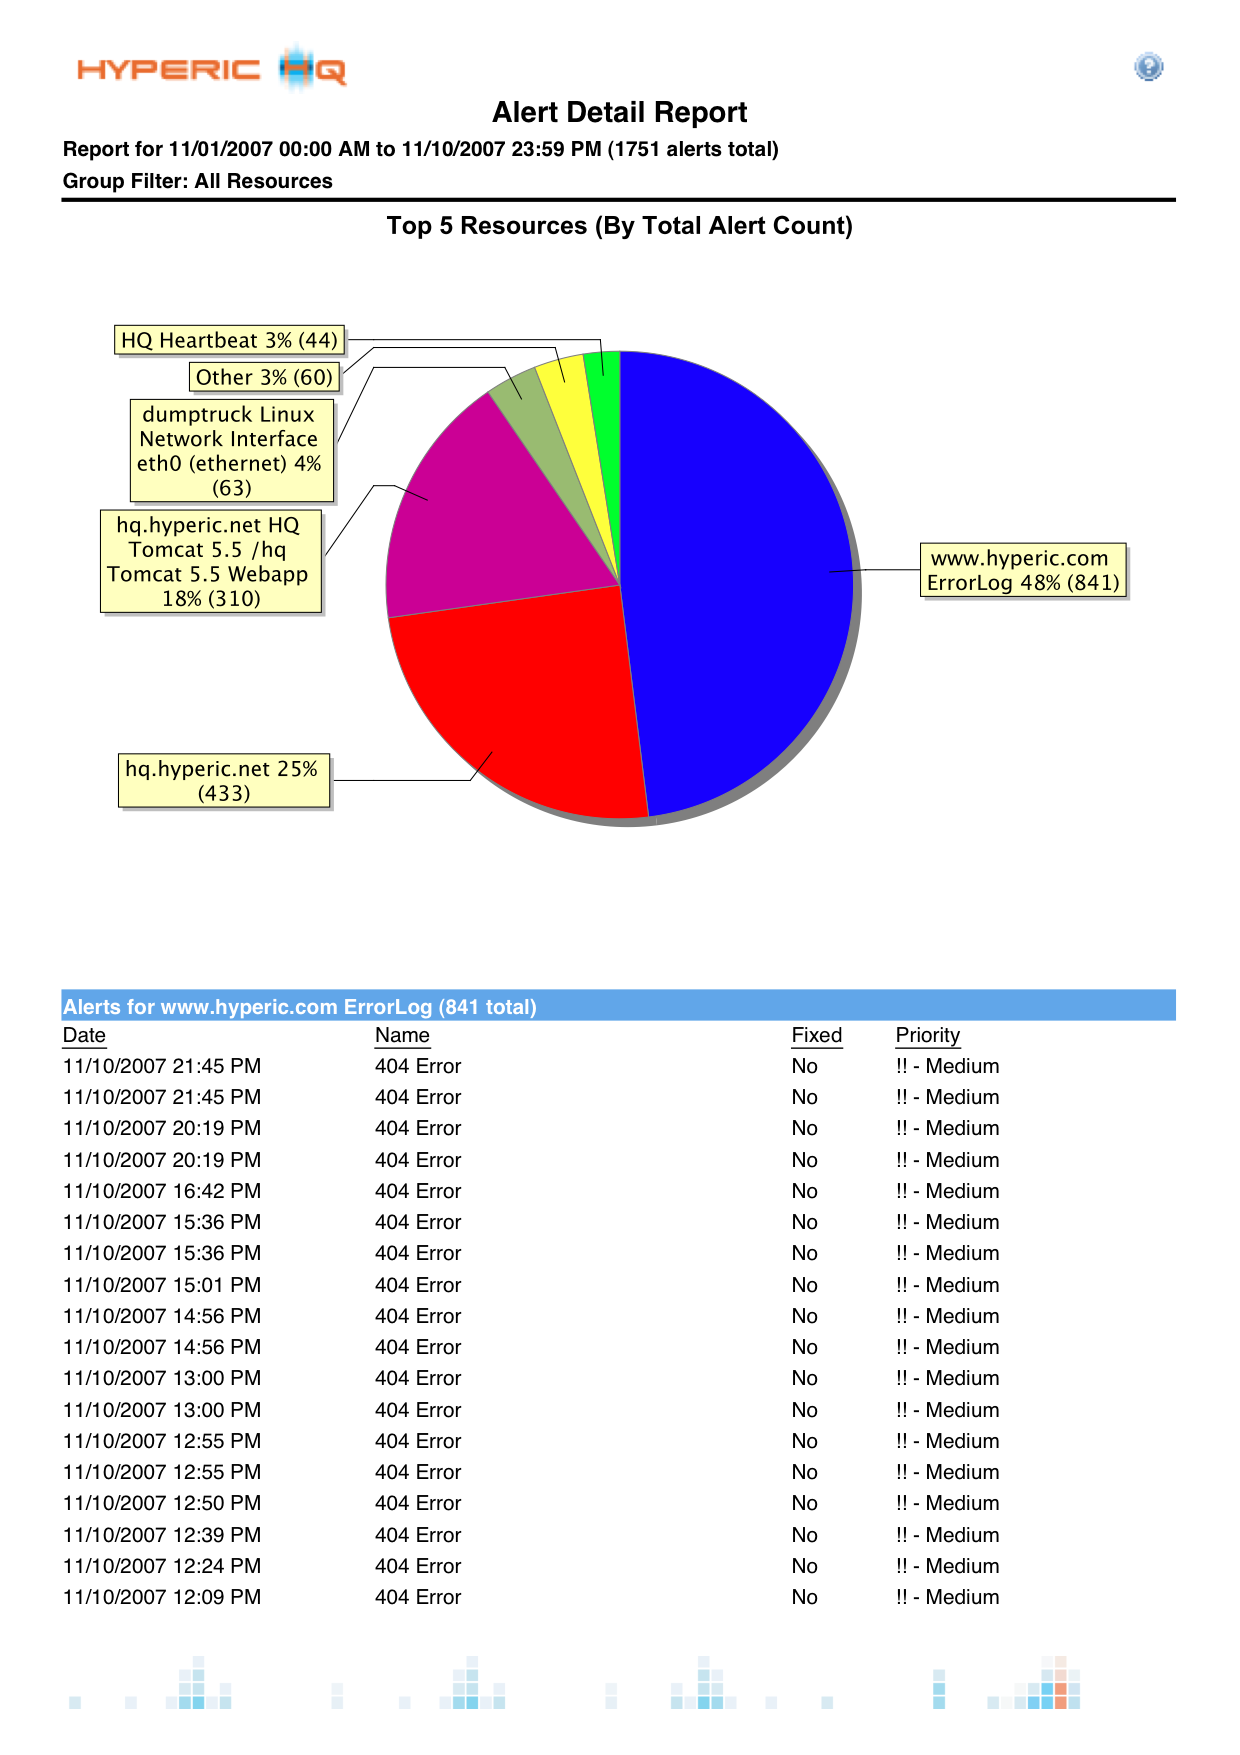 HYPERIC HQ
?
Alert Detail Report
Report for 11/01/2007 00:00 AM to 11/10/2007 23:59 PM (1751 alerts total)
Group Filter: All Resources
Top 5 Resources (By Total Alert Count)
HQ Heartbeat 3% (44)
Other 3% (60)
dumptruck Linux
Network Interface
eth0 (ethernet) 4%
(63)
hq.hyperic.net HQ
Tomcat 5.5 /hq
Tomcat 5.5 Webapp
18% (310)
www.hyperic.com
ErrorLog 48% (841)
hq.hyperic.net 25%
(433)
Alerts for www.hyperic.com ErrorLog (841 total)
Date Name Fixed Priority
11/10/2007 21:45 PM 404 Error No !! - Medium
11/10/2007 21:45 PM 404 Error No !! - Medium
11/10/2007 20:19 PM 404 Error No !! - Medium
11/10/2007 20:19 PM 404 Error No !! - Medium
11/10/2007 16:42 PM 404 Error No !! - Medium
11/10/2007 15:36 PM 404 Error No !! - Medium
11/10/2007 15:36 PM 404 Error No !! - Medium
11/10/2007 15:01 PM 404 Error No !! - Medium
11/10/2007 14:56 PM 404 Error No !! - Medium
11/10/2007 14:56 PM 404 Error No !! - Medium
11/10/2007 13:00 PM 404 Error No !! - Medium
11/10/2007 13:00 PM 404 Error No !! - Medium
11/10/2007 12:55 PM 404 Error No !! - Medium
11/10/2007 12:55 PM 404 Error No !! - Medium
11/10/2007 12:50 PM 404 Error No !! - Medium
11/10/2007 12:39 PM 404 Error No !! - Medium
11/10/2007 12:24 PM 404 Error No !! - Medium
11/10/2007 12:09 PM 404 Error No !! - Medium